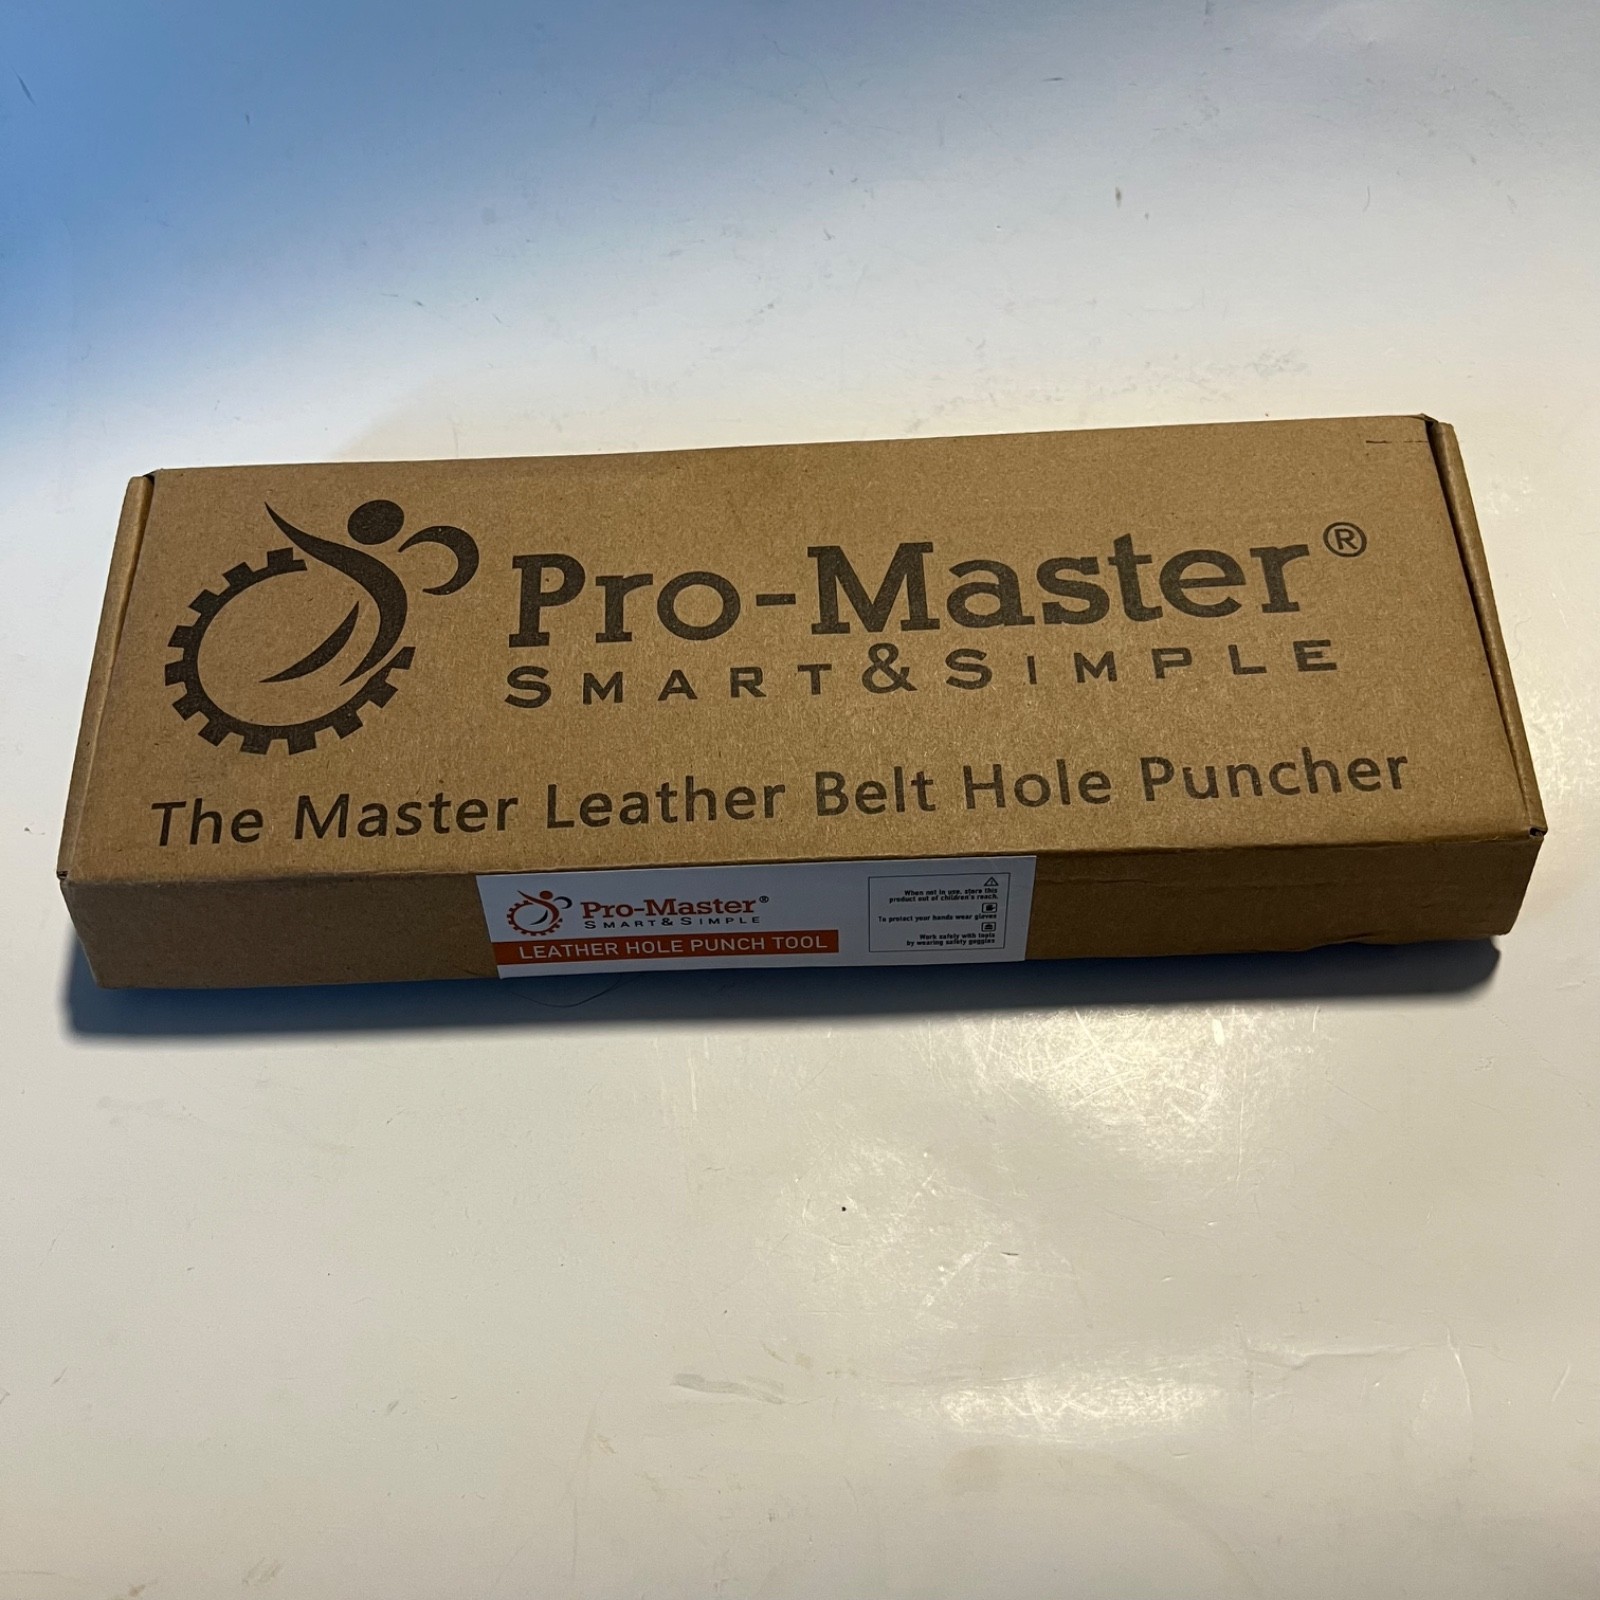 Pro-Master®
SMART&SIMPLE
The Master Leather Belt Hole Puncher
Pro-Master®
SMART&SIMPLE
LEATHER HOLE PUNCH TOOL
When not in use, store this
product out of children's reach.
To protect your hands wear gloves
Work safely with tools
by wearing safety goggles